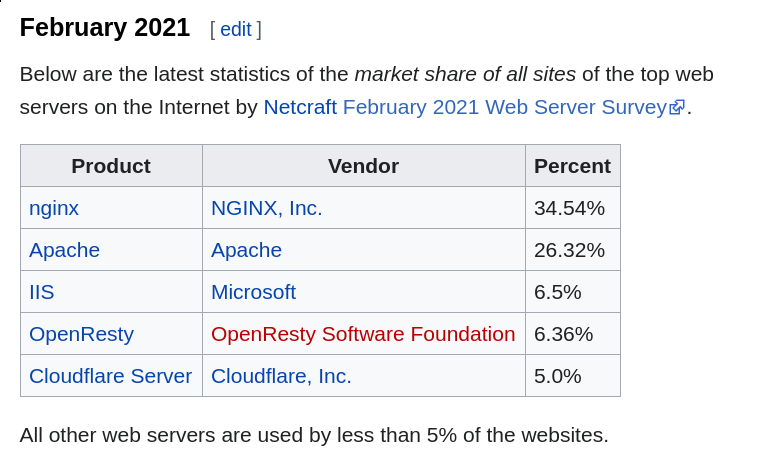 February 2021 [ edit ]
Below are the latest statistics of the market share of all sites of the top web
servers on the Internet by Netcraft February 2021 Web Server Survey.
Product Vendor Percent
nginx NGINX, Inc. 34.54%
Apache Apache 26.32%
IIS Microsoft 6.5%
OpenResty OpenResty Software Foundation 6.36%
Cloudflare Server Cloudflare, Inc. 5.0%
All other web servers are used by less than 5% of the websites.